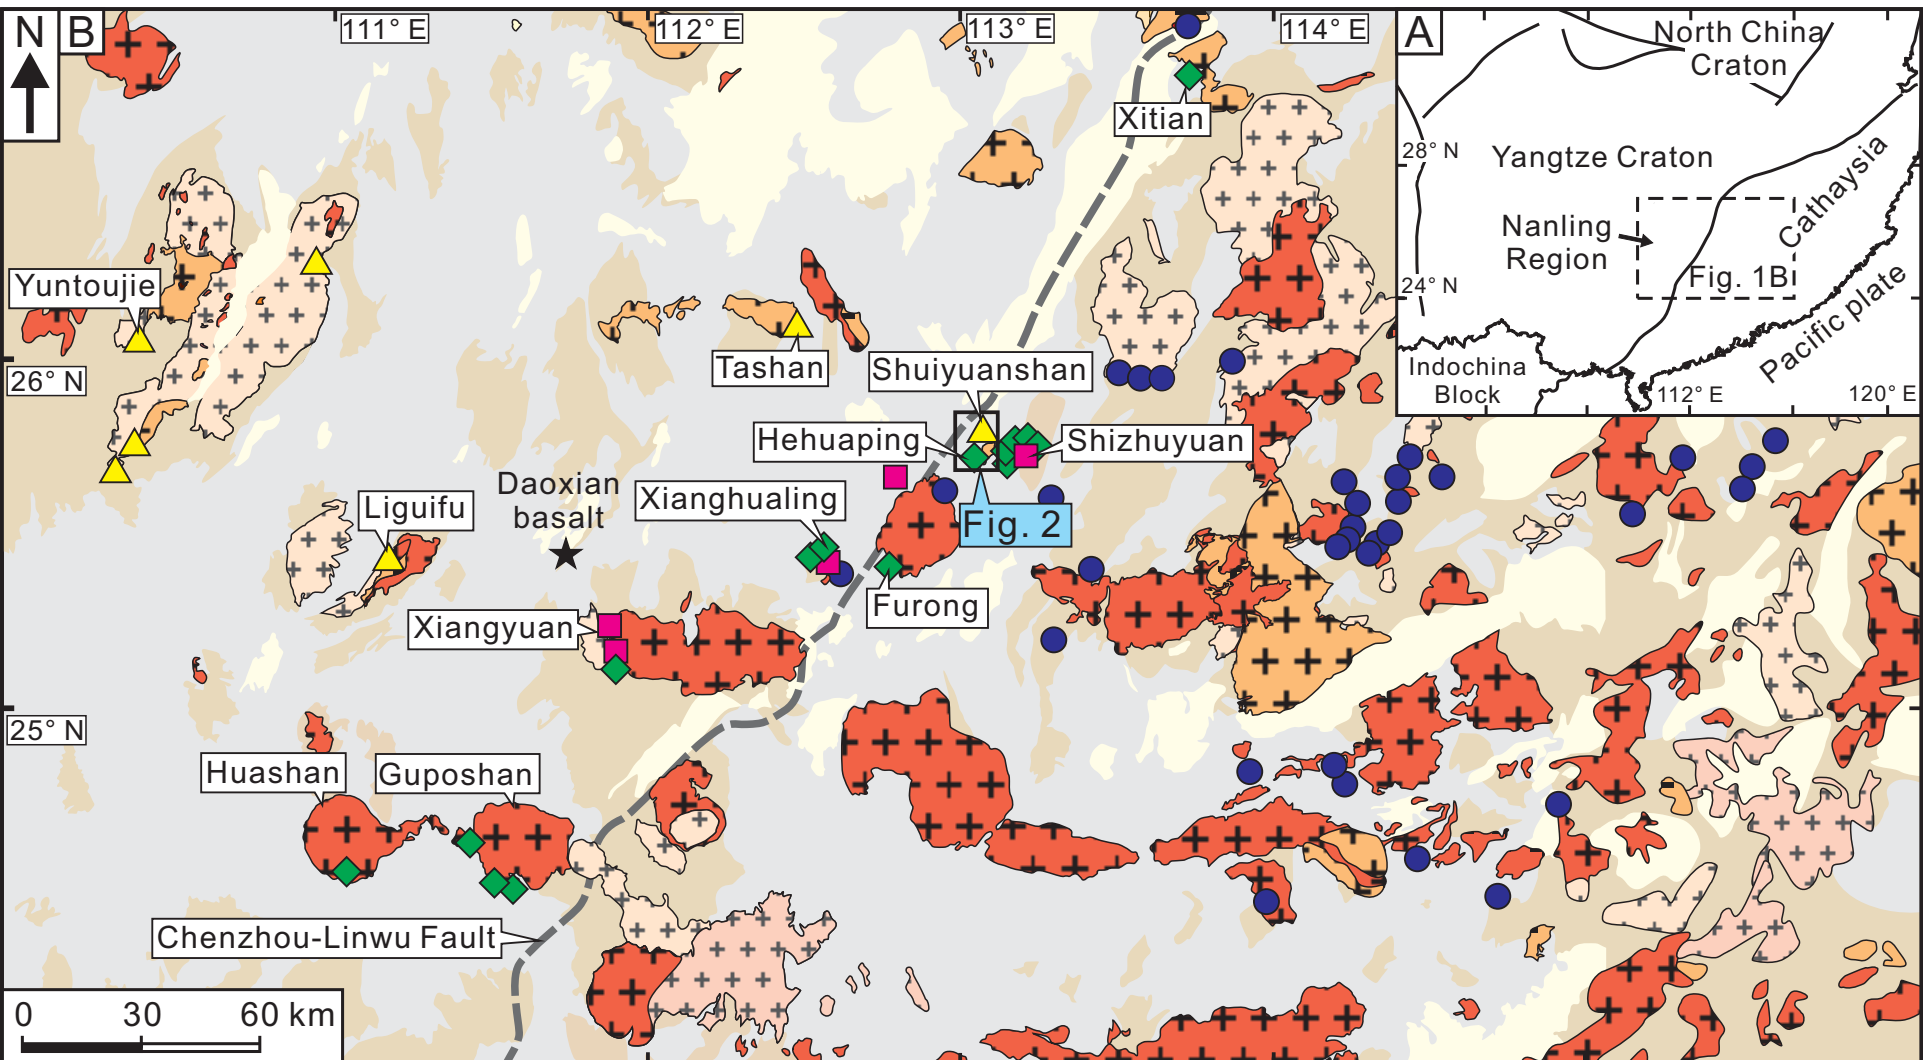 N
B
111° E
112° E
113° E
114° E
A
North China
Craton
28° N
Yangtze Craton
Cathaysia
Nanling
Region
Fig. 1B
24° N
Pacific plate
Indochina
Block
112° E
120° E
Xitian
Yuntoujie
26° N
Tashan
Shuiyuanshan
Hehuaping
Shizhuyuan
Daoxian
basalt
Xianghualing
Liguifu
Fig. 2
Furong
Xiangyuan
25° N
Huashan
Guposhan
Chenzhou-Linwu Fault
0 30 60 km